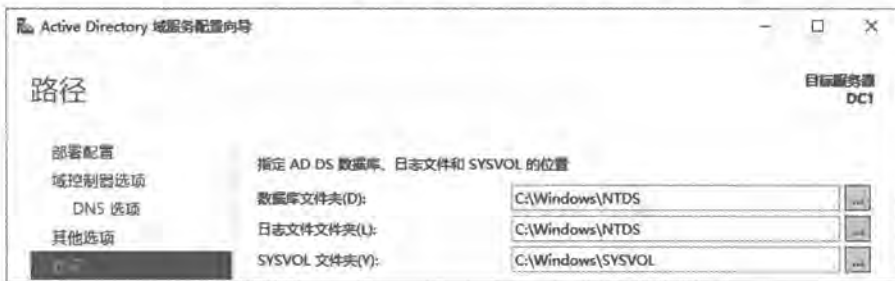 Active Directory 域服务配置向导
路径
目标服务器
DC1
部署配置
域控制器选项
DNS 选项
其他选项
路径
指定 AD DS 数据库、日志文件和 SYSVOL 的位置
数据库文件夹(D):
C:\Windows\NTDS
...
日志文件文件夹(L):
C:\Windows\NTDS
...
SYSVOL 文件夹(Y):
C:\Windows\SYSVOL
...